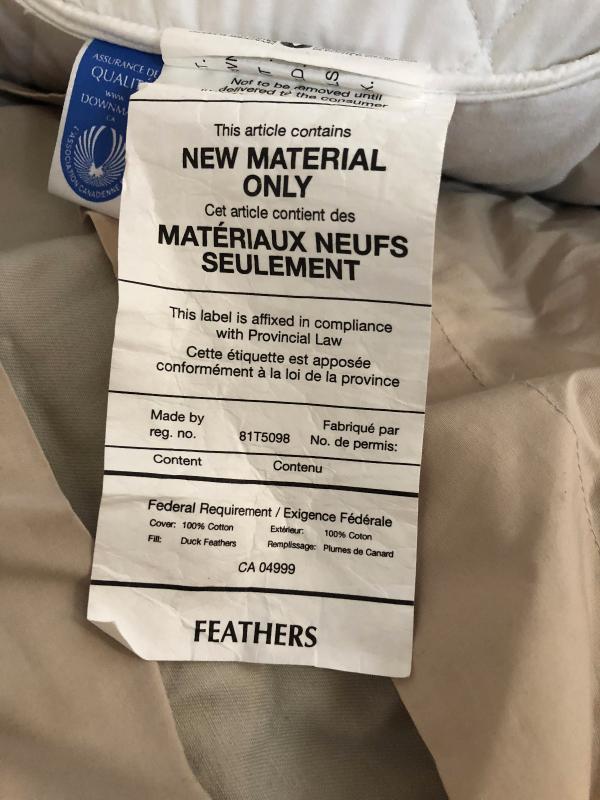 ASSURANCE DE
QUALIT
www.
DOWNM
CA
L'ASSOCIATION CANADIENNE
Not to be removed until
delivered to the consumer
This article contains
NEW MATERIAL
ONLY
Cet article contient des
MATÉRIAUX NEUFS
SEULEMENT
This label is affixed in compliance
with Provincial Law
Cette étiquette est apposée
conformément à la loi de la province
Made by
reg. no.
81T5098
Fabriqué par
No. de permis:
Content
Contenu
Federal Requirement / Exigence Fédérale
Cover: 100% Cotton
Extérieur: 100% Coton
Fill: Duck Feathers
Remplissage: Plumes de Canard
CA 04999
FEATHERS